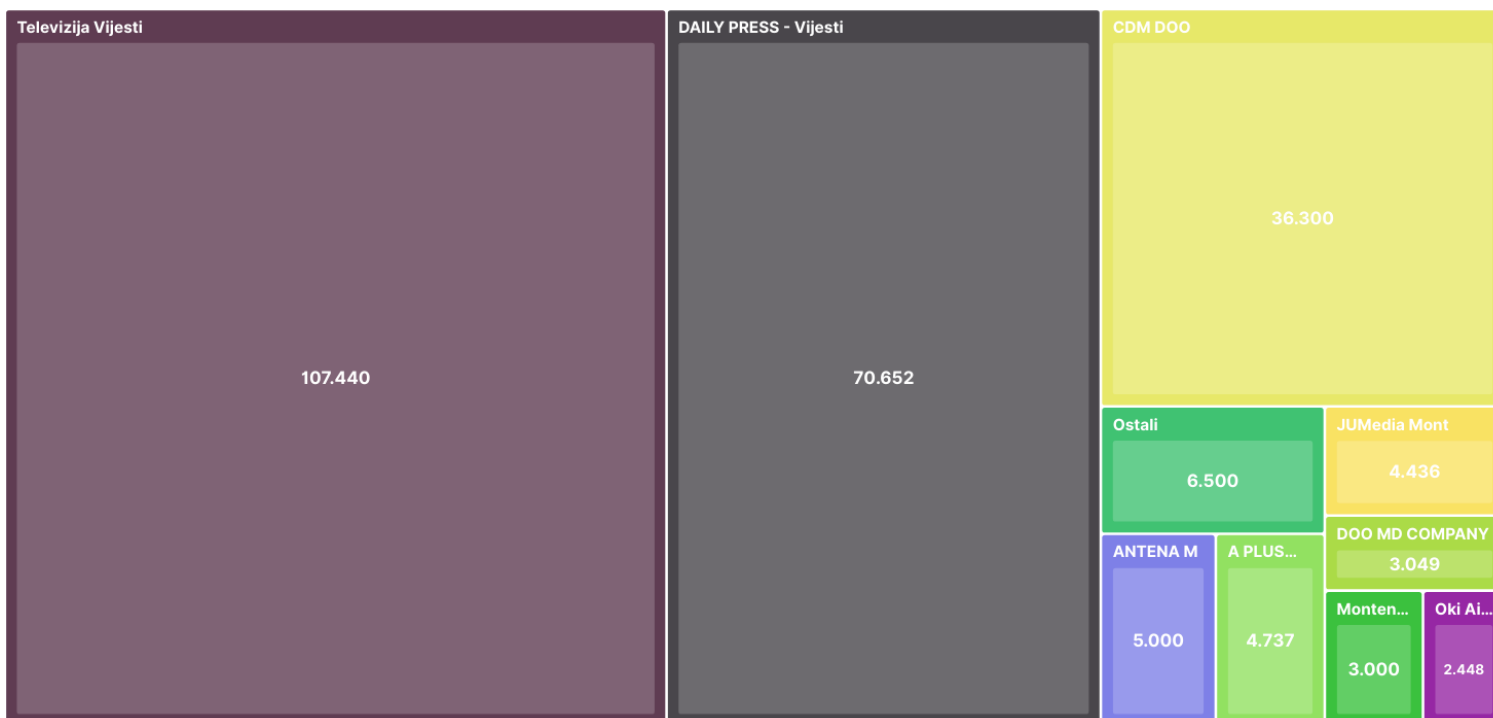 Televizija Vijesti
107.440
DAILY PRESS - Vijesti
70.652
CDM DOO
36.300
Ostali
6.500
JUMedia Mont
4.436
DOO MD COMPANY
3.049
ANTENA M
5.000
A PLUS...
4.737
Monten...
3.000
Oki Ai...
2.448